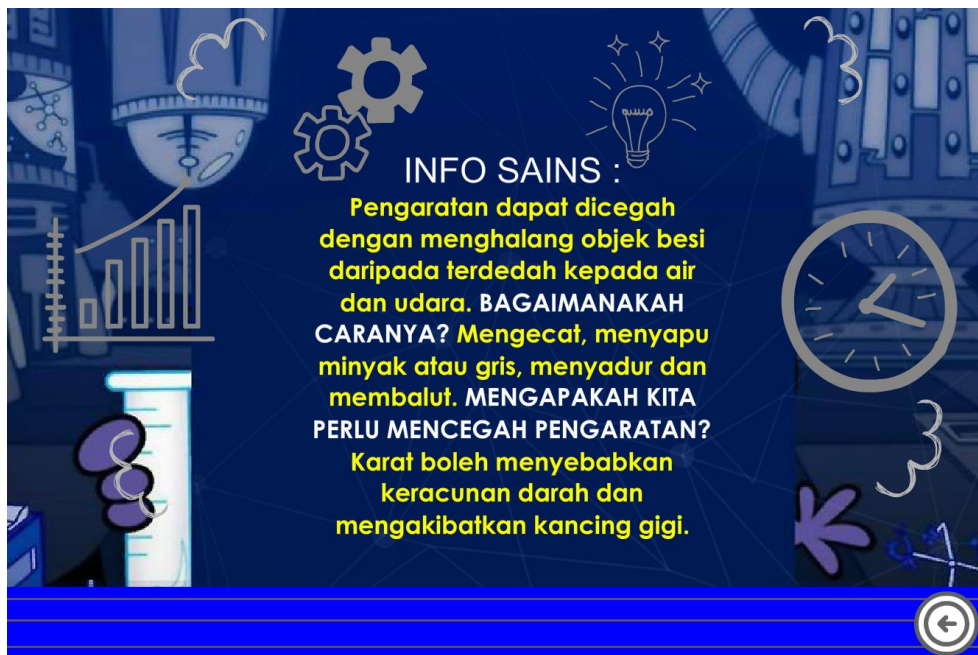 INFO SAINS :
Pengaratan dapat dicegah
dengan menghalang objek besi
daripada terdedah kepada air
dan udara. BAGAIMANAKAH
CARANYA? Mengecat, menyapu
minyak atau gris, menyadur dan
membalut. MENGAPAKAH KITA
PERLU MENCEGAH PENGARATAN?
Karat boleh menyebabkan
keracunan darah dan
mengakibatkan kancing gigi.